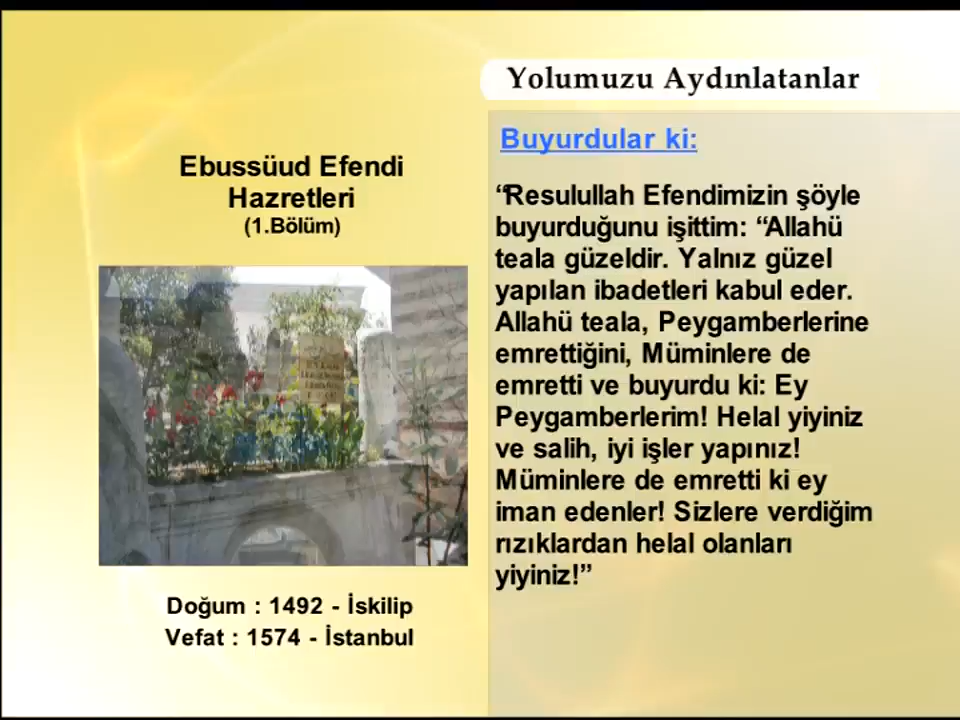 Yolumuzu Aydınlatanlar
Ebussüud Efendi
Hazretleri
(1.Bölüm)
Doğum : 1492 - İskilip
Vefat : 1574 - İstanbul
Buyurdular ki:
“Resulullah Efendimizin şöyle
buyurduğunu işittim: “Allahü
teala güzeldir. Yalnız güzel
yapılan ibadetleri kabul eder.
Allahü teala, Peygamberlerine
emrettiğini, Müminlere de
emretti ve buyurdu ki: Ey
Peygamberlerim! Helal yiyiniz
ve salih, iyi işler yapınız!
Müminlere de emretti ki ey
iman edenler! Sizlere verdiğim
rızıklardan helal olanları
yiyiniz!”